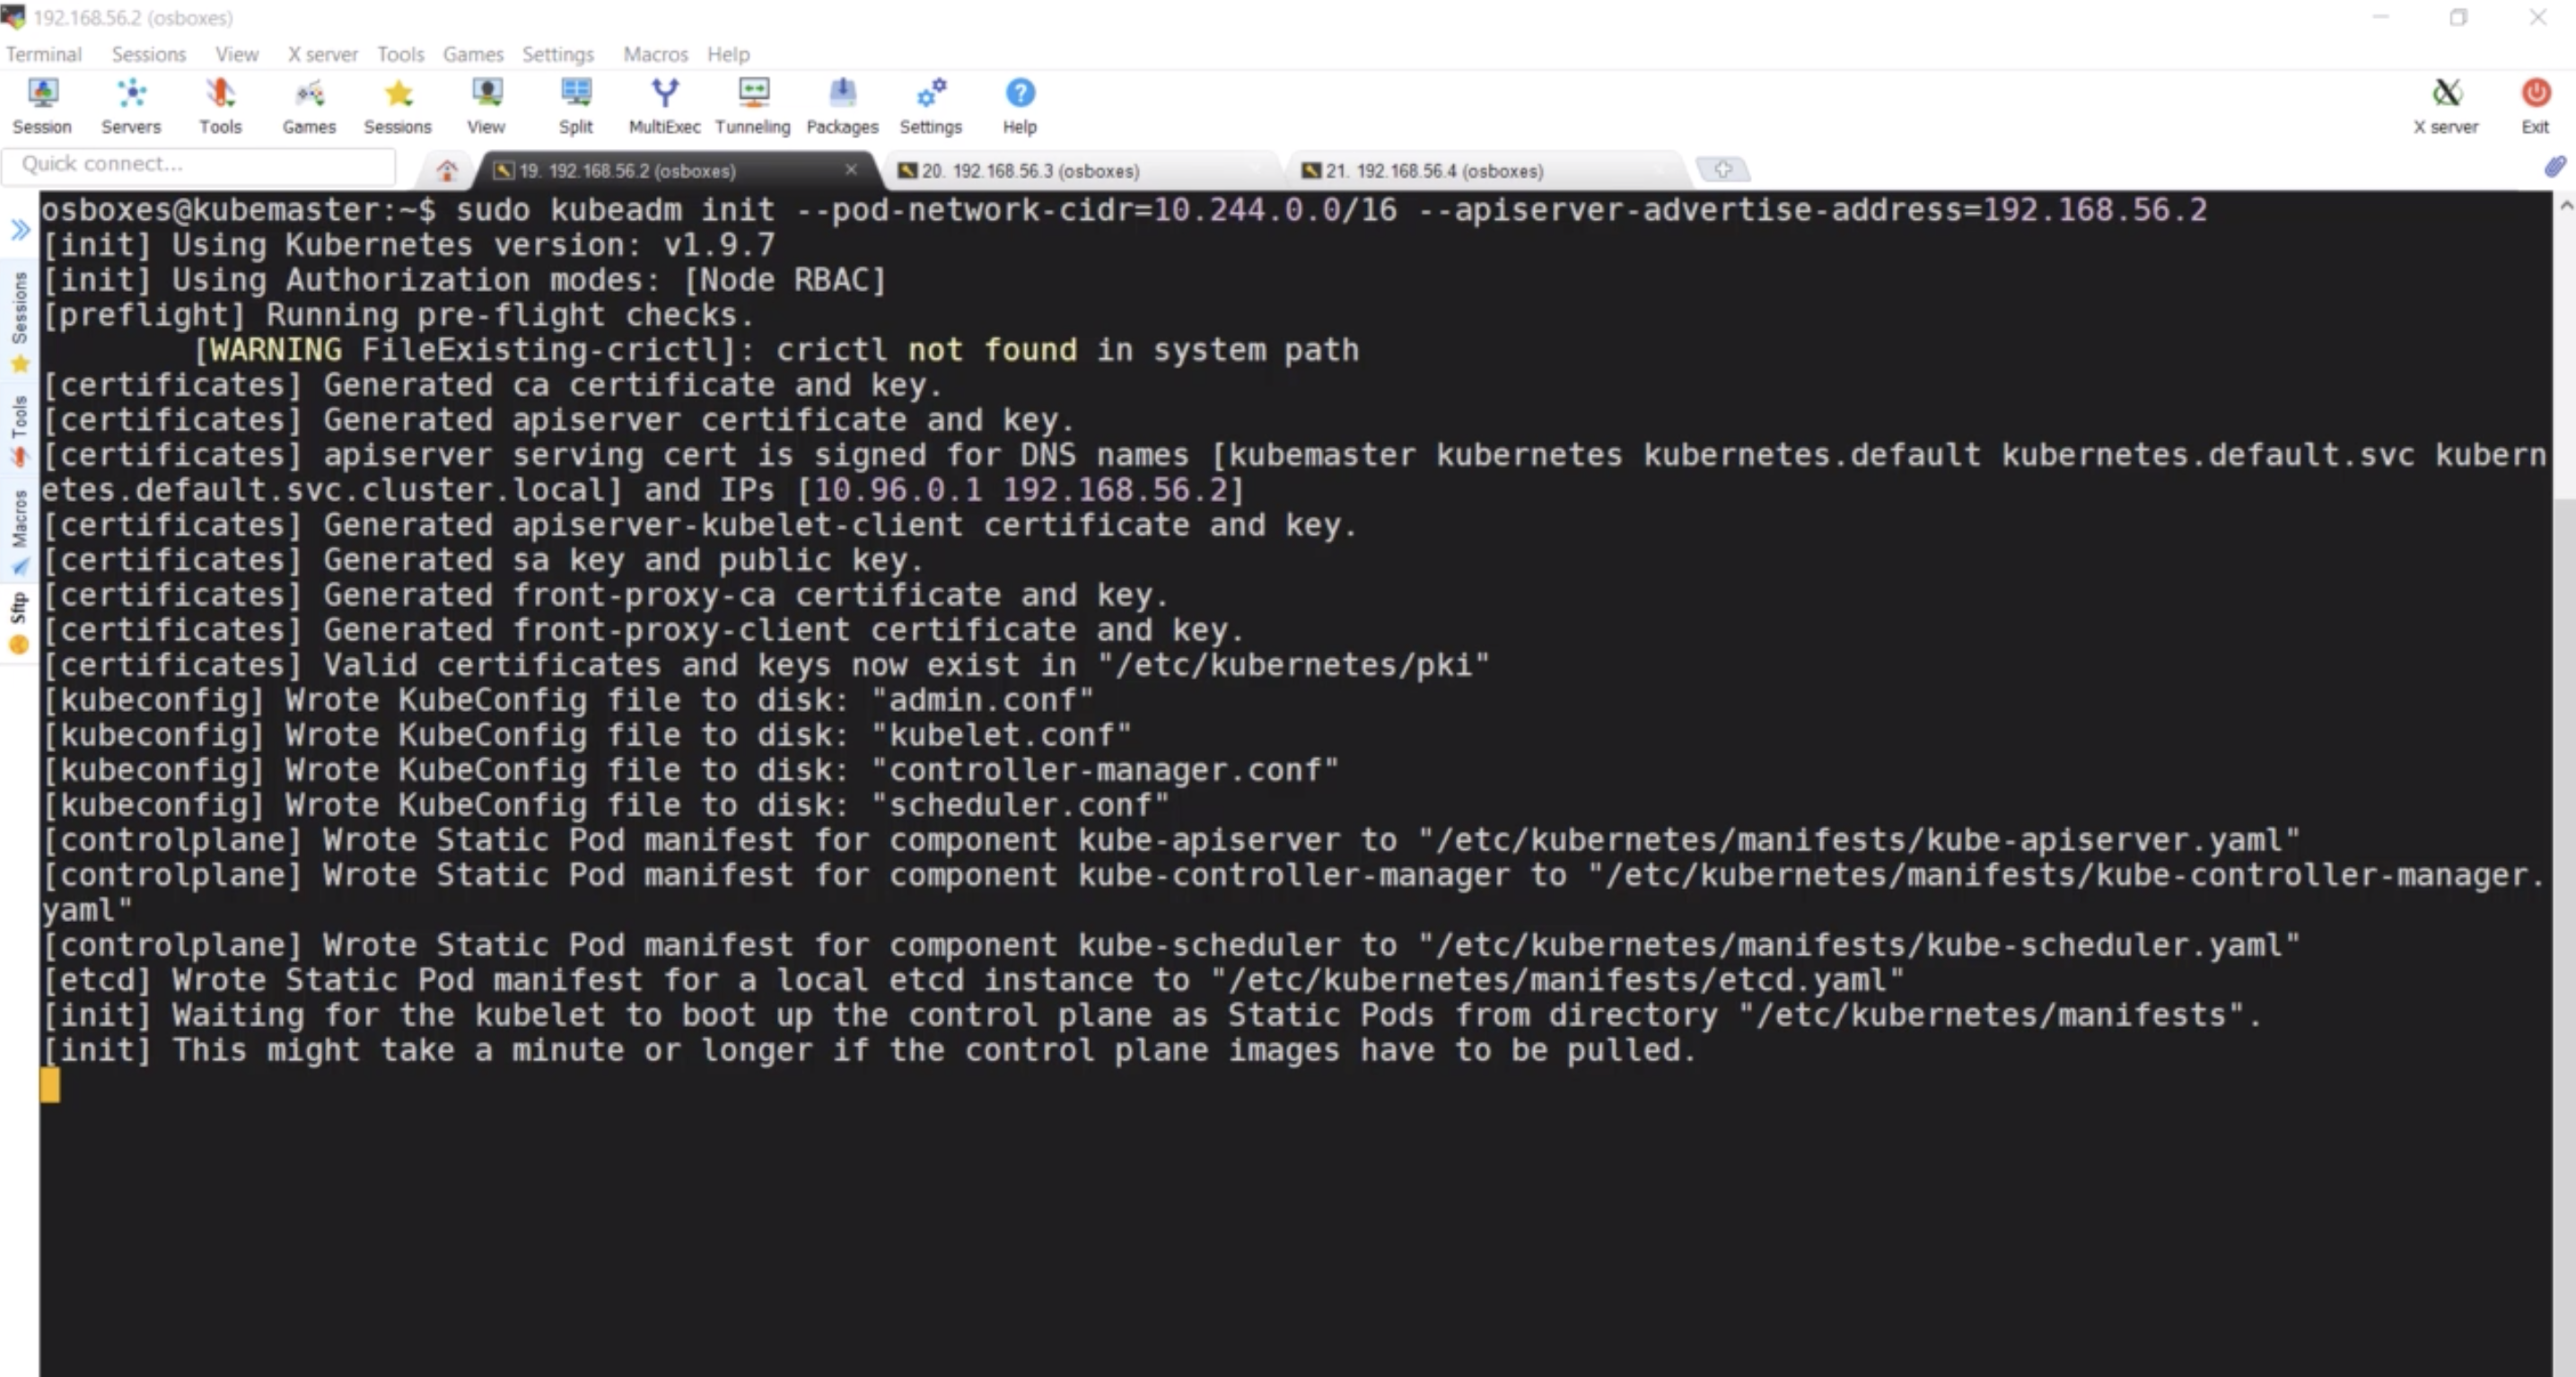 192.168.56.2 (osboxes)
Terminal Sessions View X server Tools Games Settings Macros Help
Session Servers Tools Games Sessions View Split MultiExec Tunneling Packages Settings Help X server Exit
Quick connect...
19. 192.168.56.2 (osboxes)
20. 192.168.56.3 (osboxes)
21. 192.168.56.4 (osboxes)
Sessions
Tools
Macros
Sftp
osboxes@kubemaster:~$ sudo kubeadm init --pod-network-cidr=10.244.0.0/16 --apiserver-advertise-address=192.168.56.2
[init] Using Kubernetes version: v1.9.7
[init] Using Authorization modes: [Node RBAC]
[preflight] Running pre-flight checks.
[WARNING FileExisting-crictl]: crictl not found in system path
[certificates] Generated ca certificate and key.
[certificates] Generated apiserver certificate and key.
[certificates] apiserver serving cert is signed for DNS names [kubemaster kubernetes kubernetes.default kubernetes.default.svc kubern
etes.default.svc.cluster.local] and IPs [10.96.0.1 192.168.56.2]
[certificates] Generated apiserver-kubelet-client certificate and key.
[certificates] Generated sa key and public key.
[certificates] Generated front-proxy-ca certificate and key.
[certificates] Generated front-proxy-client certificate and key.
[certificates] Valid certificates and keys now exist in "/etc/kubernetes/pki"
[kubeconfig] Wrote KubeConfig file to disk: "admin.conf"
[kubeconfig] Wrote KubeConfig file to disk: "kubelet.conf"
[kubeconfig] Wrote KubeConfig file to disk: "controller-manager.conf"
[kubeconfig] Wrote KubeConfig file to disk: "scheduler.conf"
[controlplane] Wrote Static Pod manifest for component kube-apiserver to "/etc/kubernetes/manifests/kube-apiserver.yaml"
[controlplane] Wrote Static Pod manifest for component kube-controller-manager to "/etc/kubernetes/manifests/kube-controller-manager.
yaml"
[controlplane] Wrote Static Pod manifest for component kube-scheduler to "/etc/kubernetes/manifests/kube-scheduler.yaml"
[etcd] Wrote Static Pod manifest for a local etcd instance to "/etc/kubernetes/manifests/etcd.yaml"
[init] Waiting for the kubelet to boot up the control plane as Static Pods from directory "/etc/kubernetes/manifests".
[init] This might take a minute or longer if the control plane images have to be pulled.